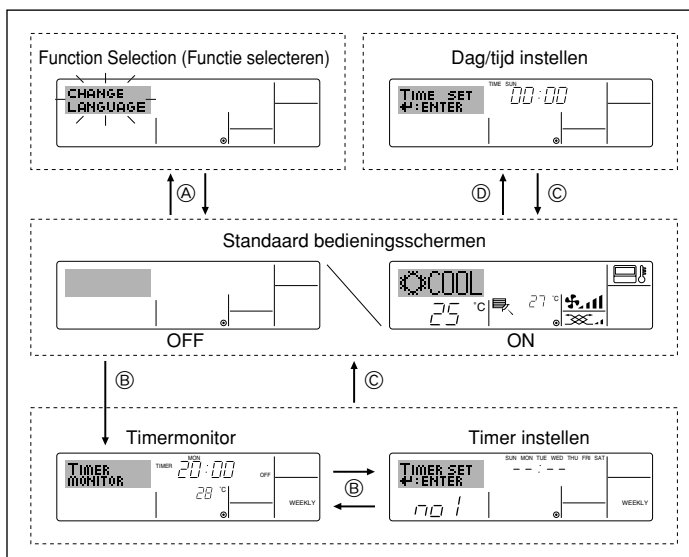 Function Selection (Functie selecteren)
CHANGE
LANGUAGE
Dag/tijd instellen
TIME SUN
TIME SET 00:00
↵:ENTER
Ⓐ
Ⓓ Ⓒ
Standaard bedieningsschermen
COOL
25 °C 27 °C
OFF ON
Ⓑ Ⓒ
Timermonitor
TIMER
MONITOR
MON
TIMER 20:00 OFF
28 °C
WEEKLY
Ⓑ
Timer instellen
SUN MON TUE WED THU FRI SAT
TIMER SET --:--
↵:ENTER
no 1 WEEKLY